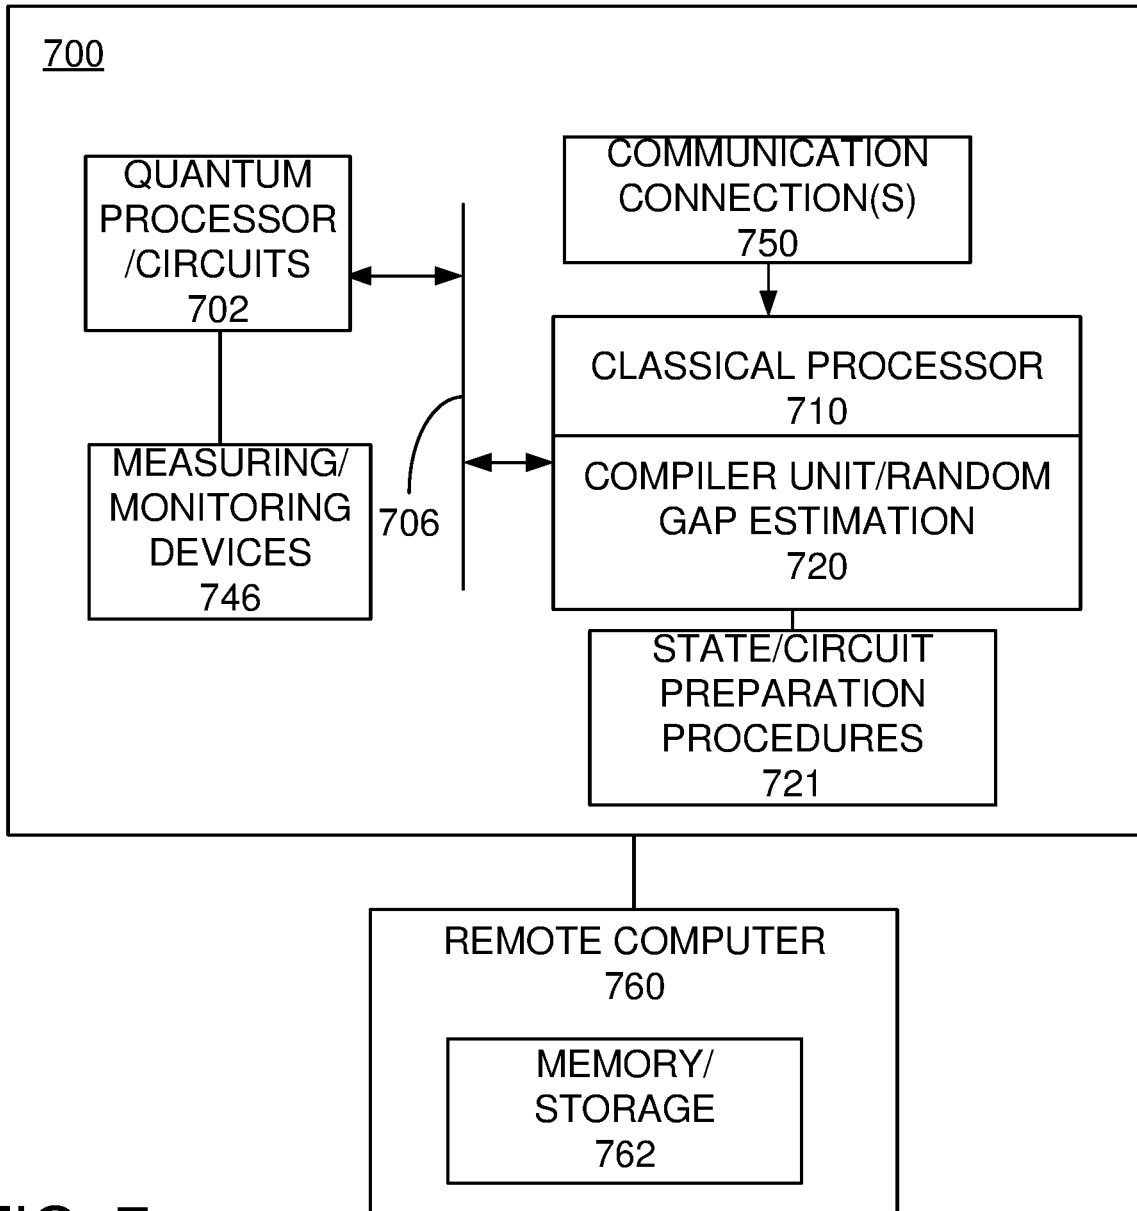 700
QUANTUM
PROCESSOR
/CIRCUITS
702
COMMUNICATION
CONNECTION(S)
750
CLASSICAL PROCESSOR
710
MEASURING/
MONITORING
DEVICES
746
706
COMPILER UNIT/RANDOM
GAP ESTIMATION
720
STATE/CIRCUIT
PREPARATION
PROCEDURES
721
REMOTE COMPUTER
760
MEMORY/
STORAGE
762